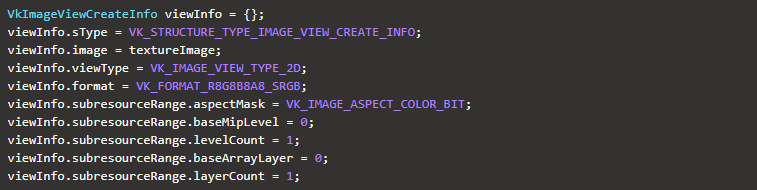 VkImageViewCreateInfo viewInfo = {};
viewInfo.sType = VK_STRUCTURE_TYPE_IMAGE_VIEW_CREATE_INFO;
viewInfo.image = textureImage;
viewInfo.viewType = VK_IMAGE_VIEW_TYPE_2D;
viewInfo.format = VK_FORMAT_R8G8B8A8_SRGB;
viewInfo.subresourceRange.aspectMask = VK_IMAGE_ASPECT_COLOR_BIT;
viewInfo.subresourceRange.baseMipLevel = 0;
viewInfo.subresourceRange.levelCount = 1;
viewInfo.subresourceRange.baseArrayLayer = 0;
viewInfo.subresourceRange.layerCount = 1;